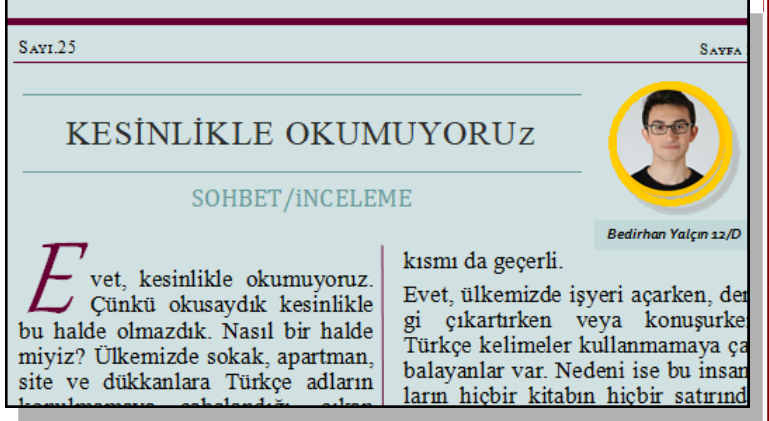 SAYI.25
SAYFA
KESİNLİKLE OKUMUYORUz
SOHBET/iNCELEME
Bedirhan Yalçın 12/D
Evet, kesinlikle okumuyoruz.
Çünkü okusaydık kesinlikle
bu halde olmazdık. Nasıl bir halde
miyiz? Ülkemizde sokak, apartman,
site ve dükkanlara Türkçe adların
kısmı da geçerli.
Evet, ülkemizde işyeri açarken, der
gi çıkartırken veya konuşurke
Türkçe kelimeler kullanmamaya ça
balayanlar var. Nedeni ise bu insan
ların hiçbir kitabın hiçbir satırınd